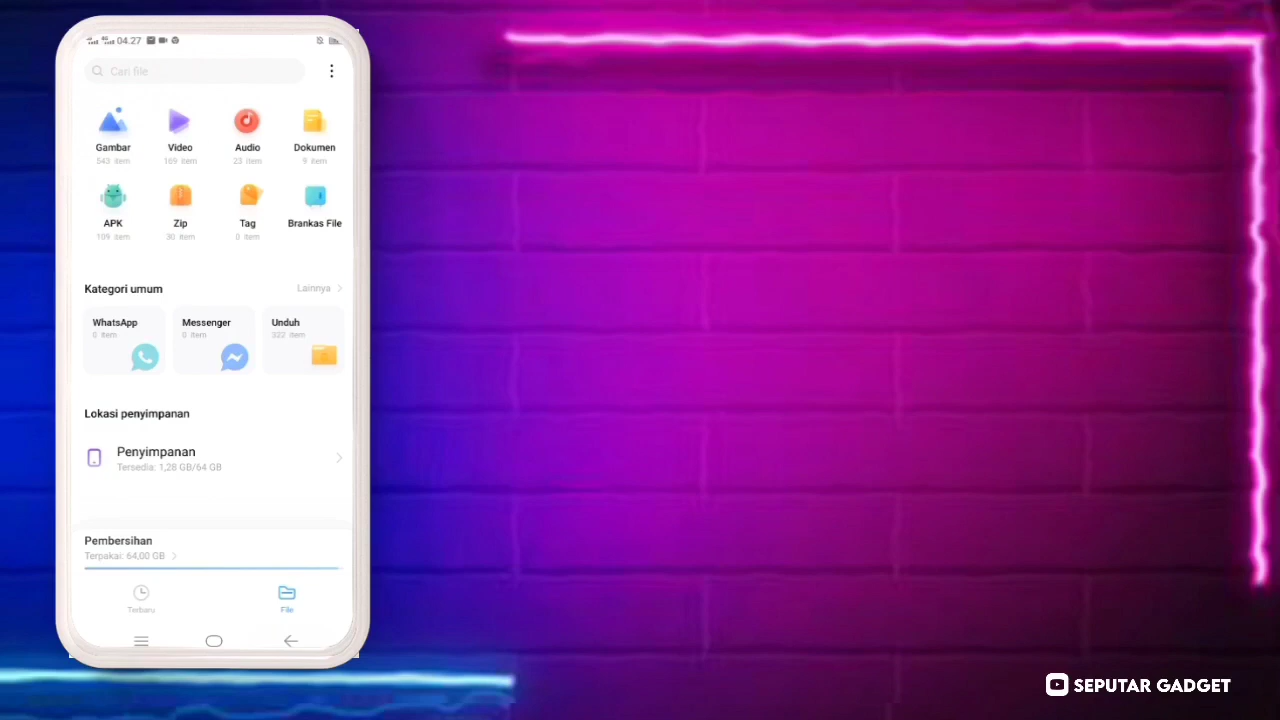 04.27
Cari file
Gambar Video Audio Dokumen
543 item 169 item 23 item 9 item
APK Zip Tag Brankas File
109 item 30 item 0 item
Kategori umum Lainnya
WhatsApp Messenger Unduh
0 item 0 item 322 item
Lokasi penyimpanan
Penyimpanan
Tersedia: 1,28 GB/64 GB
Pembersihan
Terpakai: 64,00 GB
Terbaru File
SEPUTAR GADGET